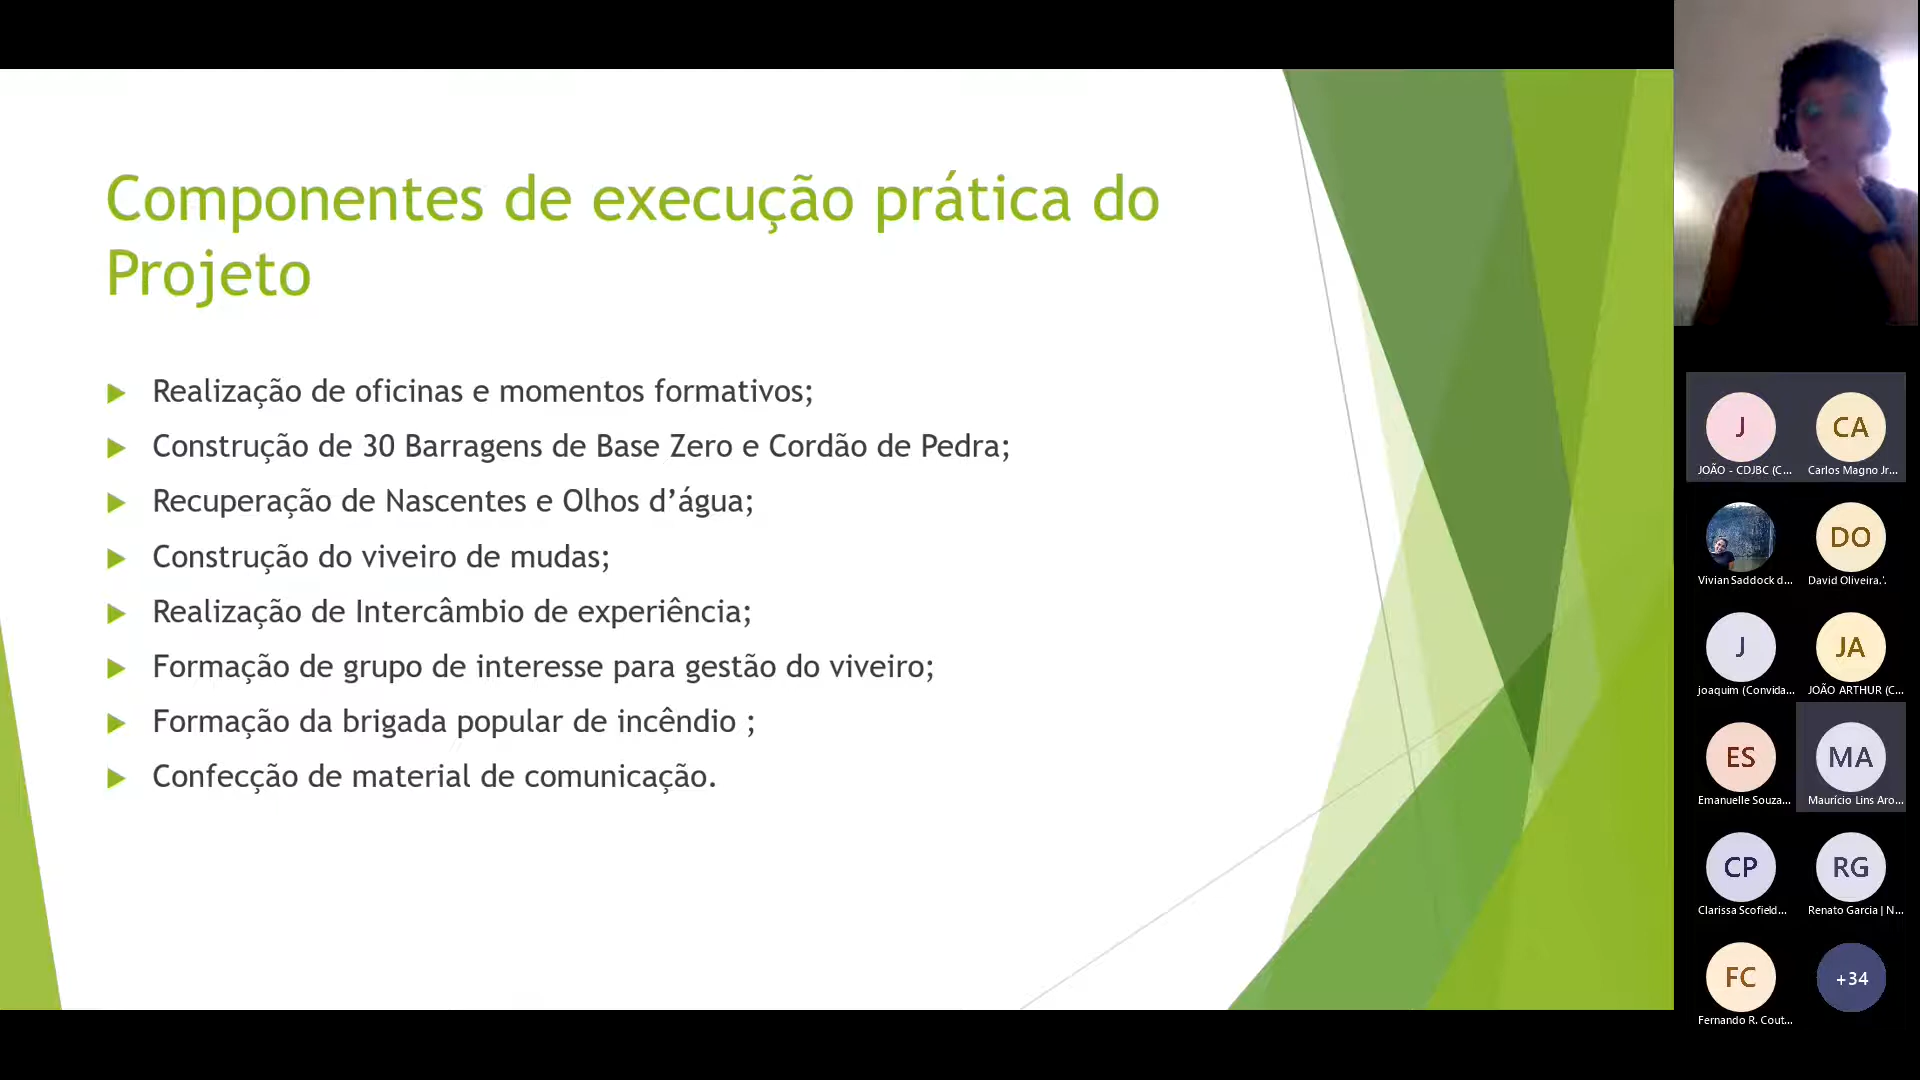 Componentes de execução prática do
Projeto
Realização de oficinas e momentos formativos;
Construção de 30 Barragens de Base Zero e Cordão de Pedra;
Recuperação de Nascentes e Olhos d’água;
Construção do viveiro de mudas;
Realização de Intercâmbio de experiência;
Formação de grupo de interesse para gestão do viveiro;
Formação da brigada popular de incêndio ;
Confecção de material de comunicação.
J CA
JOÃO - CDJBC (C... Carlos Magno Jr...
DO
Vivian Saddock d... David Oliveira.'.
J JA
joaquim (Convida... JOÃO ARTHUR (C...
ES MA
Emanuelle Souza... Maurício Lins Aro...
CP RG
Clarissa Scofield... Renato Garcia | N...
FC +34
Fernando R. Cout...